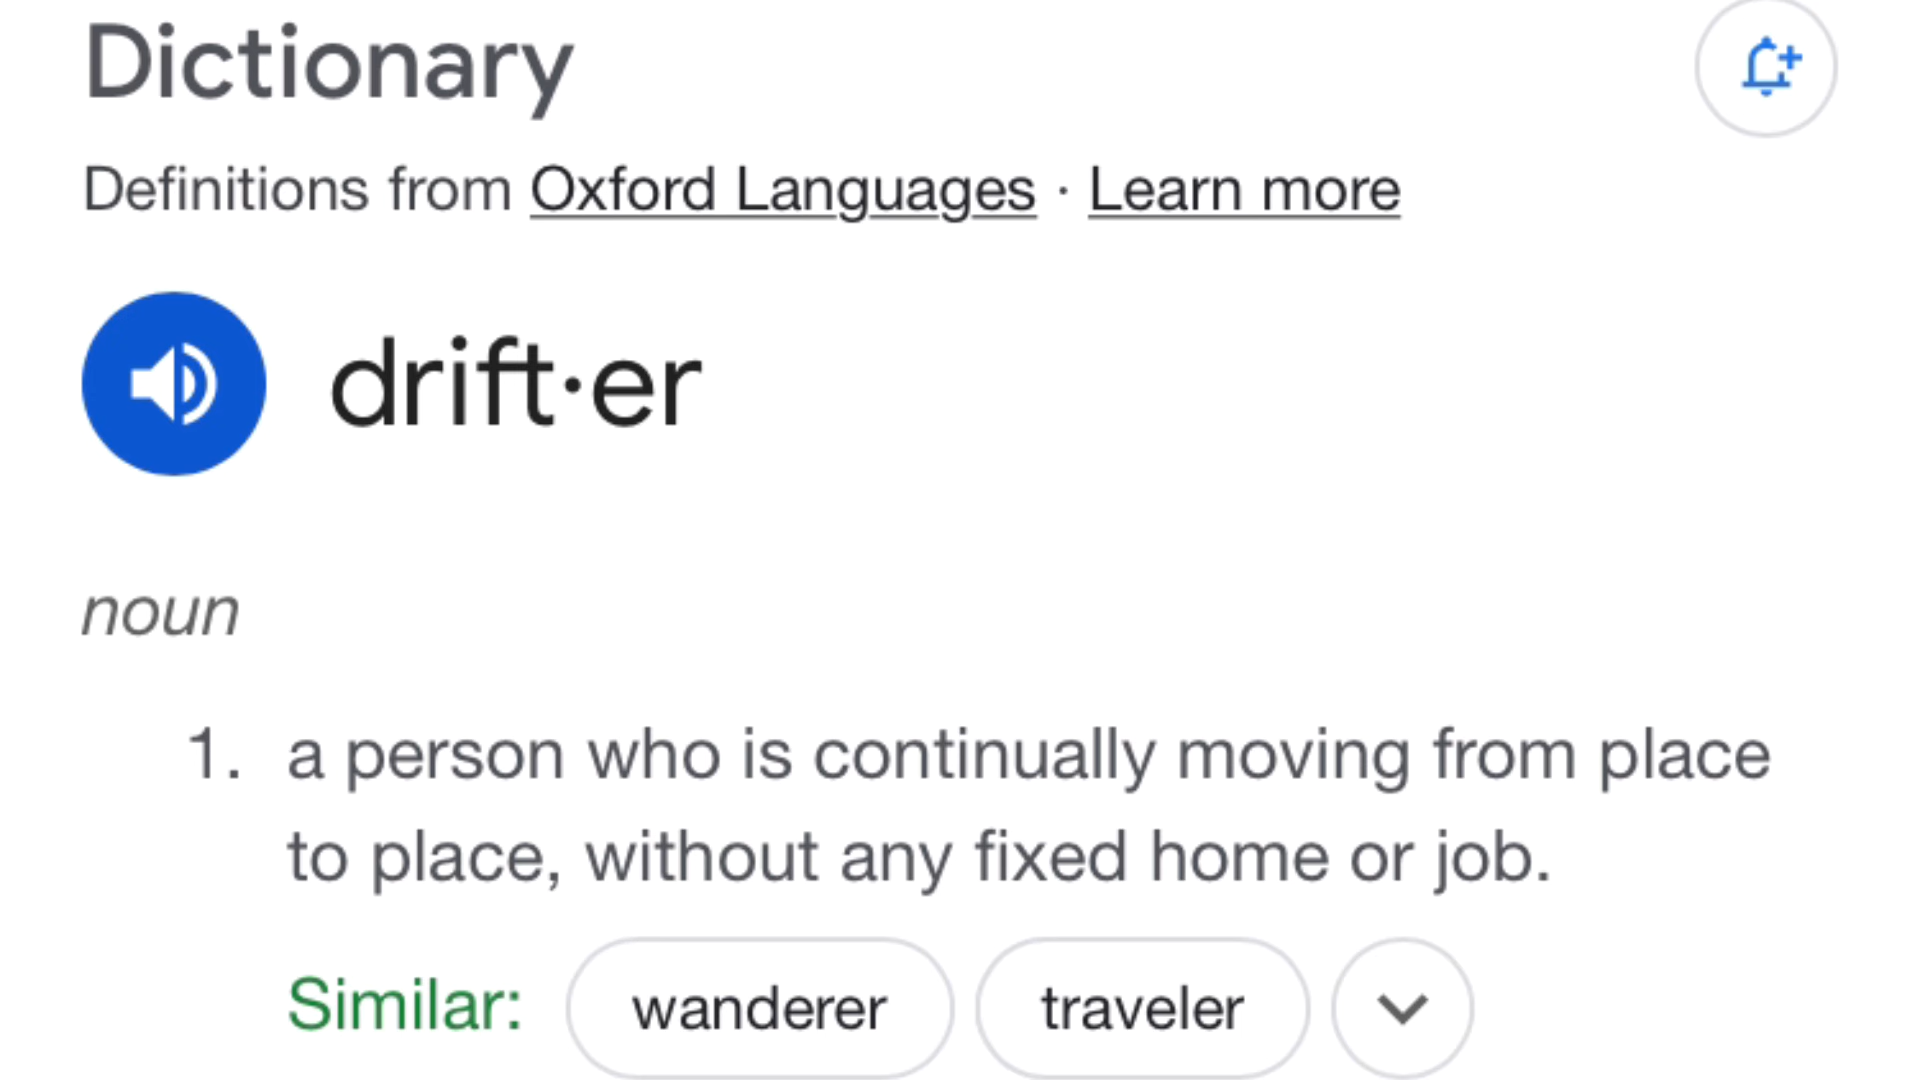 Dictionary
Definitions from Oxford Languages · Learn more
drift·er
noun
1. a person who is continually moving from place
to place, without any fixed home or job.
Similar: wanderer traveler